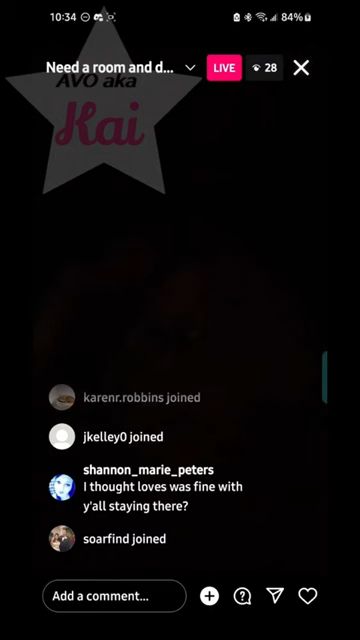 10:34
84%
Need a room and d...
LIVE
28
AVO aka
Kai
karenr.robbins joined
jkelley0 joined
shannon_marie_peters
I thought loves was fine with
y'all staying there?
soarfind joined
Add a comment...